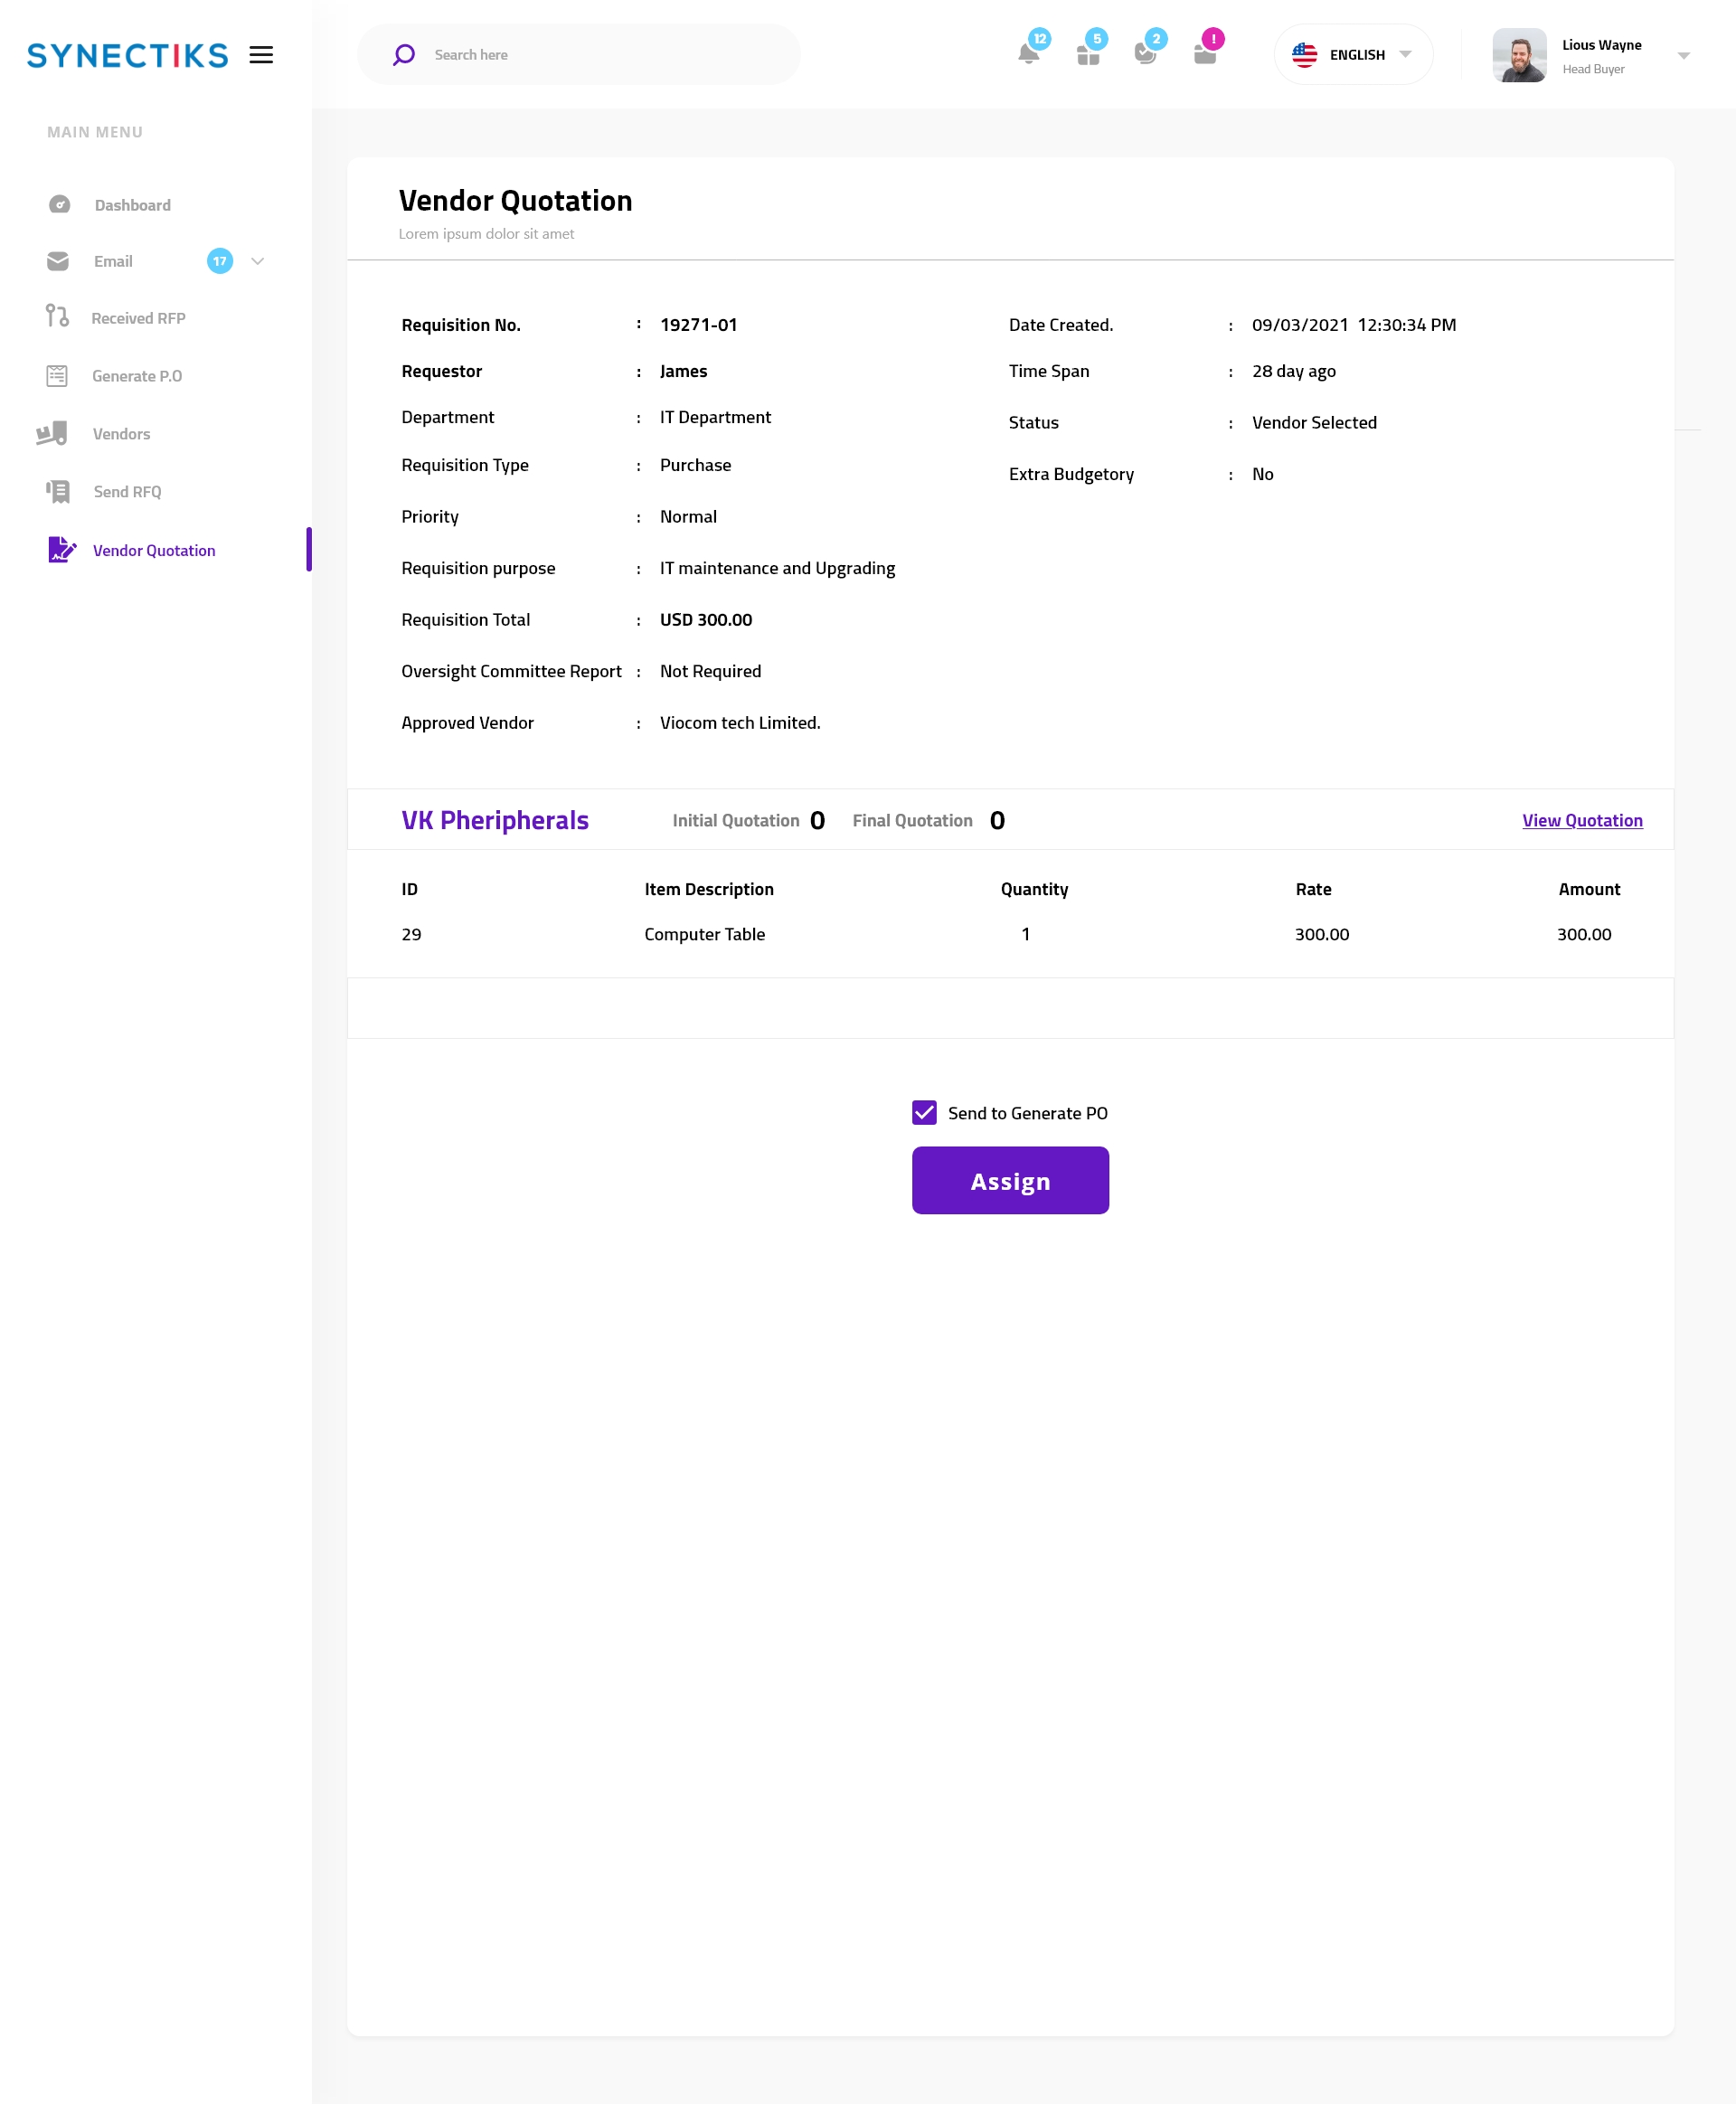 SYNECTIKS
Search here
12
5
2
!
ENGLISH
Lious Wayne
Head Buyer
MAIN MENU
Dashboard
Email 17
Received RFP
Generate P.O
Vendors
Send RFQ
Vendor Quotation
Vendor Quotation
Lorem ipsum dolor sit amet
Requisition No. : 19271-01
Requestor : James
Department : IT Department
Requisition Type : Purchase
Priority : Normal
Requisition purpose : IT maintenance and Upgrading
Requisition Total : USD 300.00
Oversight Committee Report : Not Required
Approved Vendor : Viocom tech Limited.
Date Created. : 09/03/2021 12:30:34 PM
Time Span : 28 day ago
Status : Vendor Selected
Extra Budgetory : No
VK Pheripherals Initial Quotation 0 Final Quotation 0 View Quotation
ID Item Description Quantity Rate Amount
29 Computer Table 1 300.00 300.00
Send to Generate PO
Assign